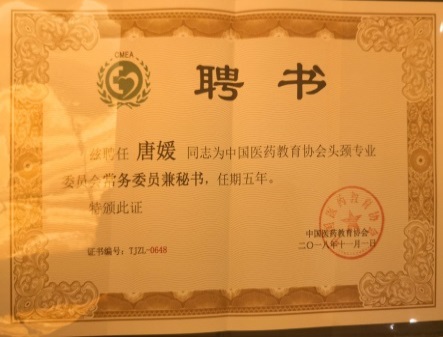 CMEA
聘书
兹聘任 唐媛 同志为中国医药教育协会头颈专业
委员会常务委员兼秘书，任期五年。
特颁此证
中国医药教育协会
二〇一八年十一月一日
证书编号：TJZL-0648